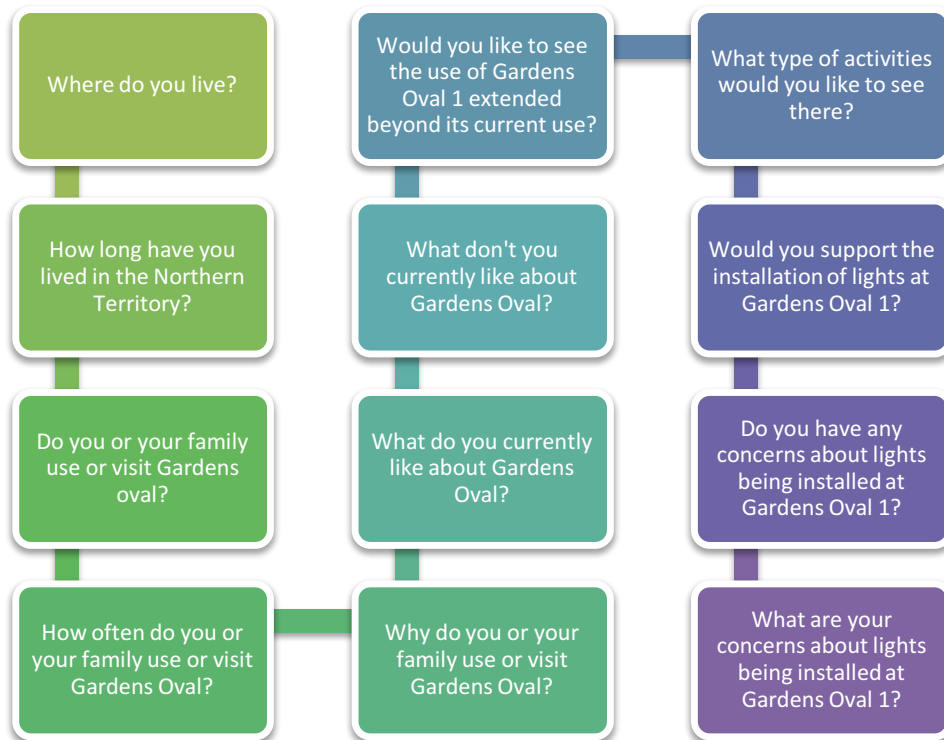 Where do you live?
How long have you
lived in the Northern
Territory?
Do you or your family
use or visit Gardens
oval?
How often do you or
your family use or visit
Gardens Oval?
Why do you or your
family use or visit
Gardens Oval?
What do you currently
like about Gardens
Oval?
What don't you
currently like about
Gardens Oval?
Would you like to see
the use of Gardens
Oval 1 extended
beyond its current use?
What type of activities
would you like to see
there?
Would you support the
installation of lights at
Gardens Oval 1?
Do you have any
concerns about lights
being installed at
Gardens Oval 1?
What are your
concerns about lights
being installed at
Gardens Oval 1?